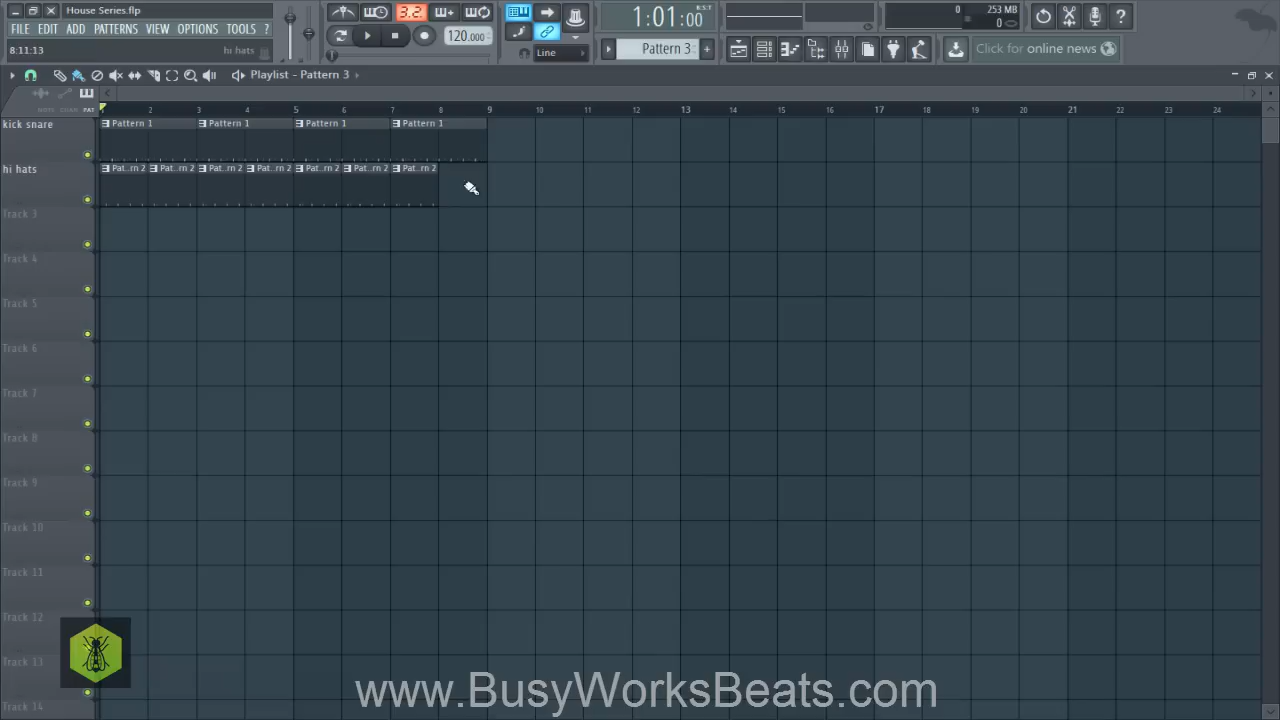 House Series.flp
FILE EDIT ADD PATTERNS VIEW OPTIONS TOOLS ?
8:11:13 hi hats
3.2
120.000
Line
1:01:00 B:S:T
Pattern 3
0 253 MB
0
Click for online news
Playlist - Pattern 3
NOTE CHAN PAT
1 2 3 4 5 6 7 8 9 10 11 12 13 14 15 16 17 18 19 20 21 22 23 24
kick snare Pattern 1 Pattern 1 Pattern 1 Pattern 1
hi hats Pat..rn 2 Pat..rn 2 Pat..rn 2 Pat..rn 2 Pat..rn 2 Pat..rn 2 Pat..rn 2
Track 3
Track 4
Track 5
Track 6
Track 7
Track 8
Track 9
Track 10
Track 11
Track 12
Track 13
Track 14
www.BusyWorksBeats.com